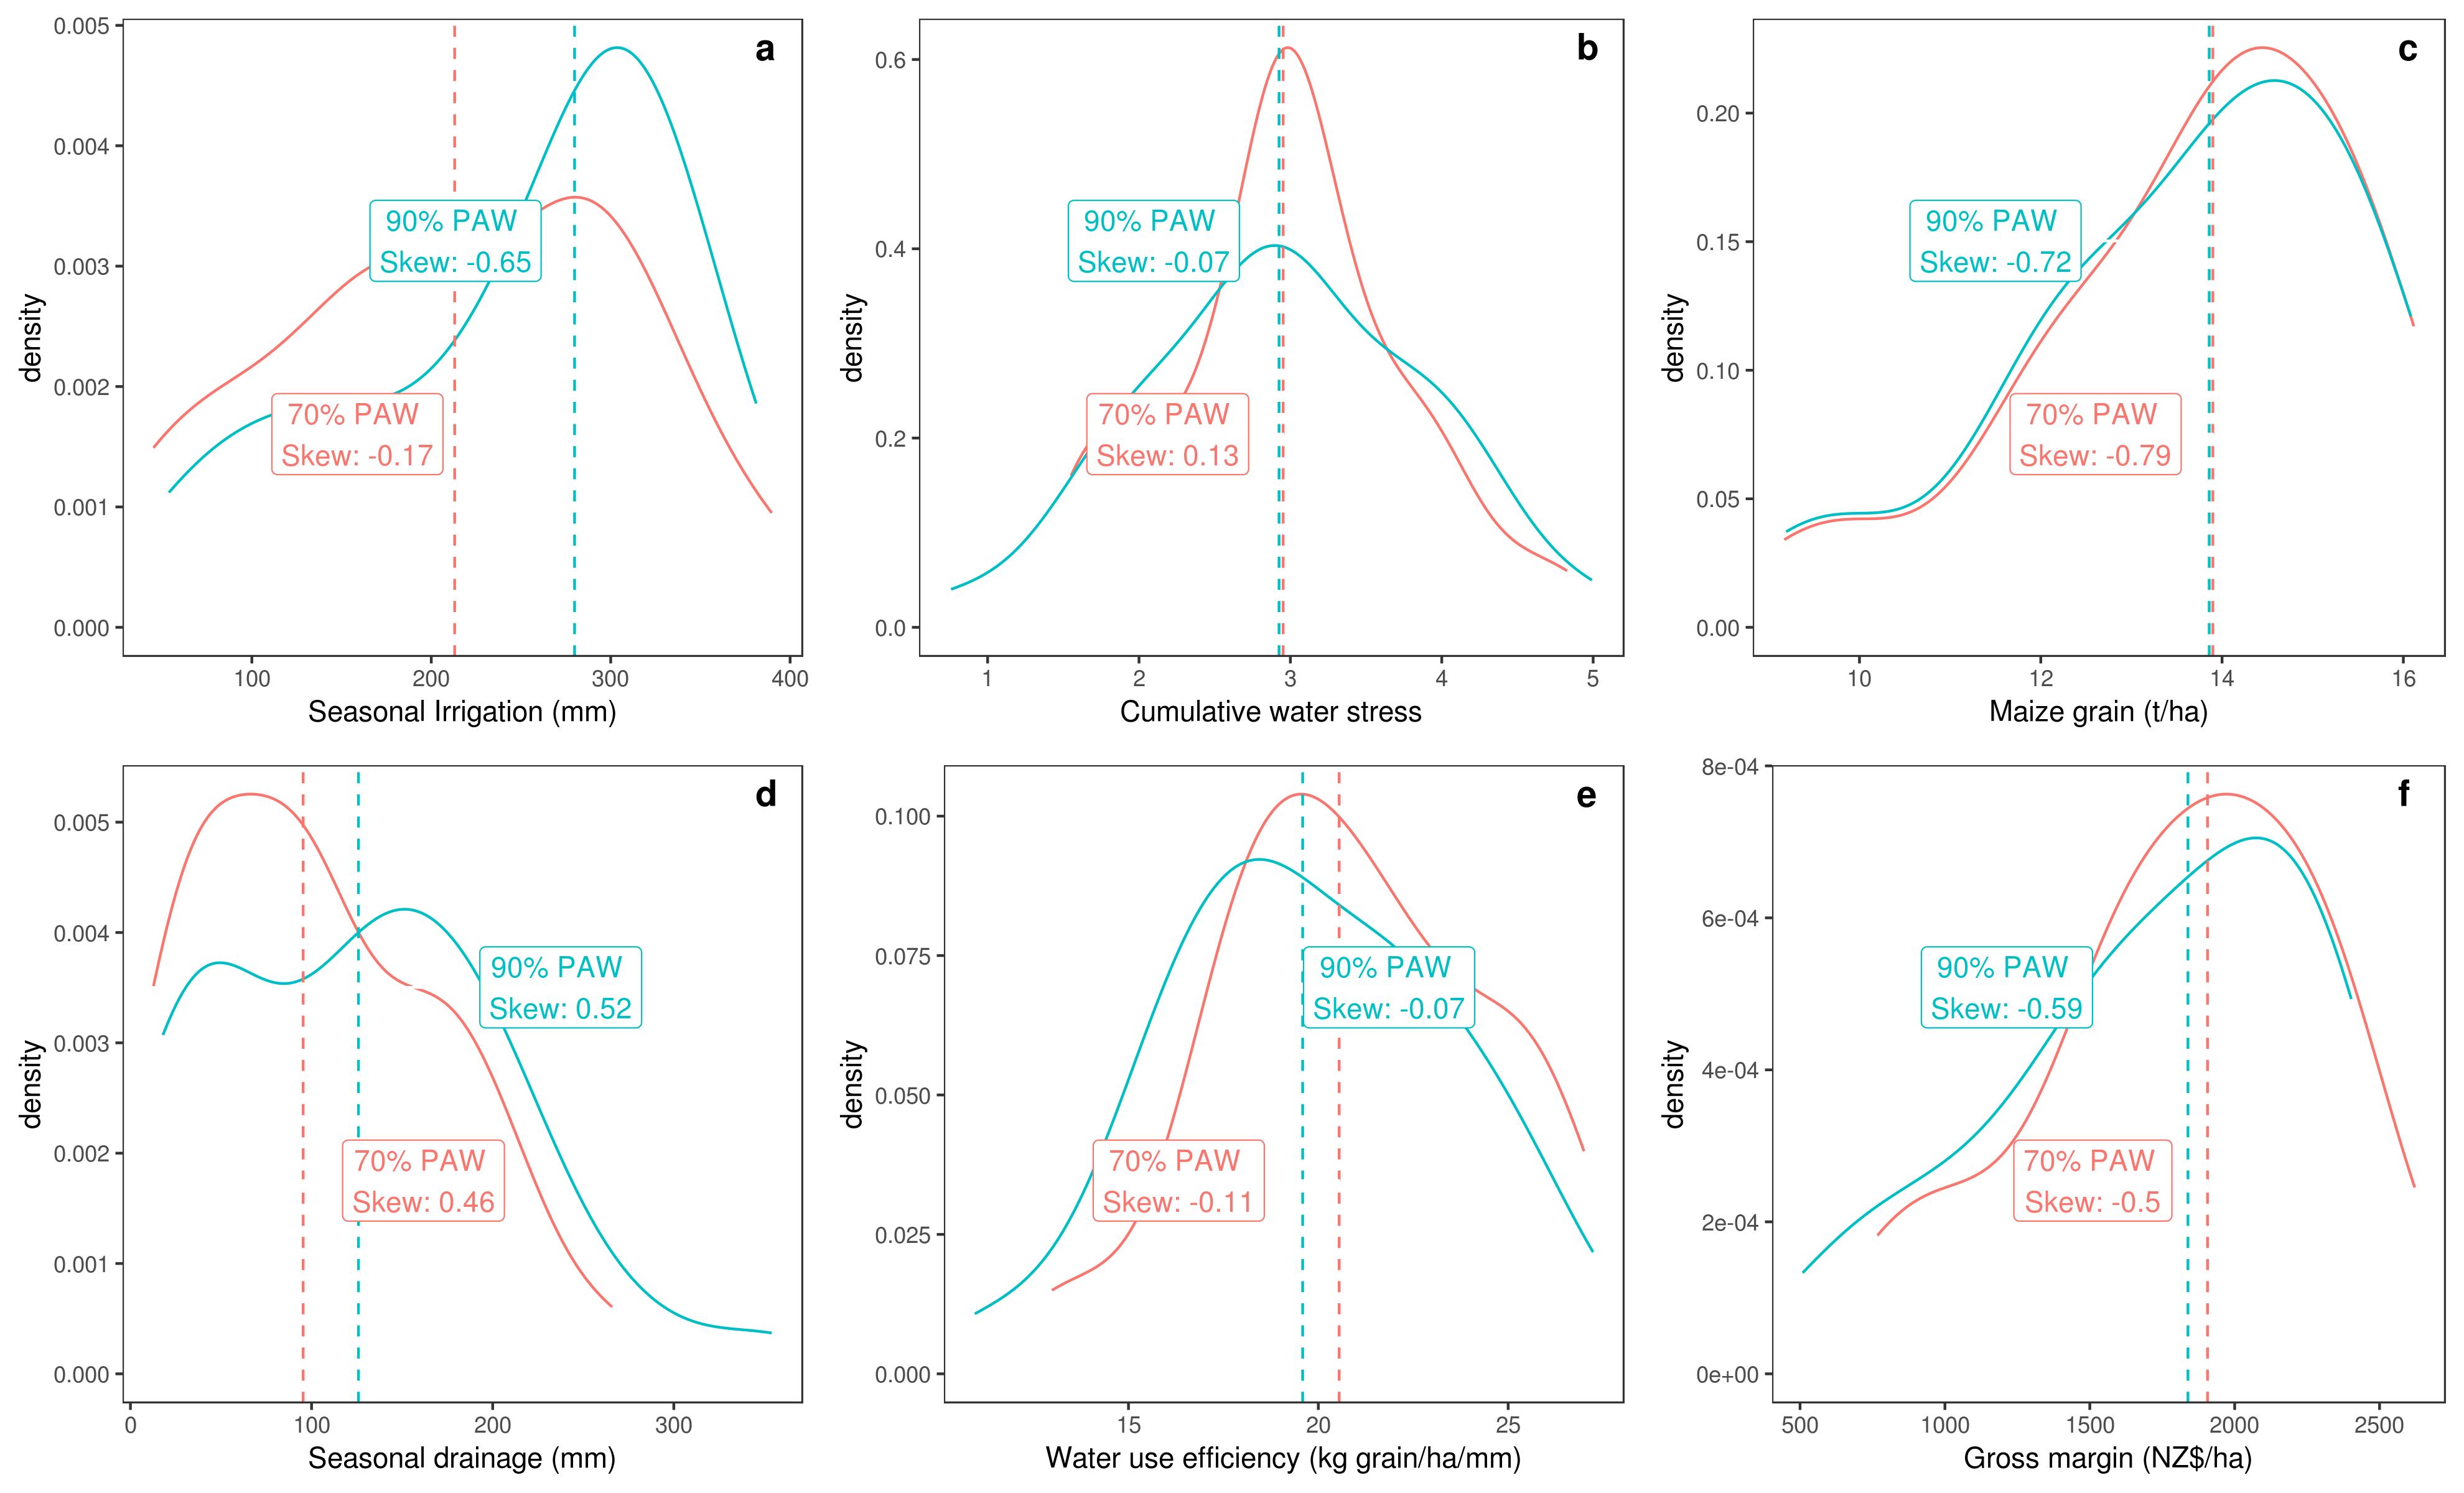 a
0.005
0.004
0.003
0.002
0.001
0.000
density
90% PAW
Skew: -0.65
70% PAW
Skew: -0.17
100 200 300 400
Seasonal Irrigation (mm)
b
0.6
0.4
0.2
0.0
density
90% PAW
Skew: -0.07
70% PAW
Skew: 0.13
1 2 3 4 5
Cumulative water stress
c
0.20
0.15
0.10
0.05
0.00
density
90% PAW
Skew: -0.72
70% PAW
Skew: -0.79
10 12 14 16
Maize grain (t/ha)
d
0.005
0.004
0.003
0.002
0.001
0.000
density
90% PAW
Skew: 0.52
70% PAW
Skew: 0.46
0 100 200 300
Seasonal drainage (mm)
e
0.100
0.075
0.050
0.025
0.000
density
90% PAW
Skew: -0.07
70% PAW
Skew: -0.11
15 20 25
Water use efficiency (kg grain/ha/mm)
f
8e-04
6e-04
4e-04
2e-04
0e+00
density
90% PAW
Skew: -0.59
70% PAW
Skew: -0.5
500 1000 1500 2000 2500
Gross margin (NZ$/ha)